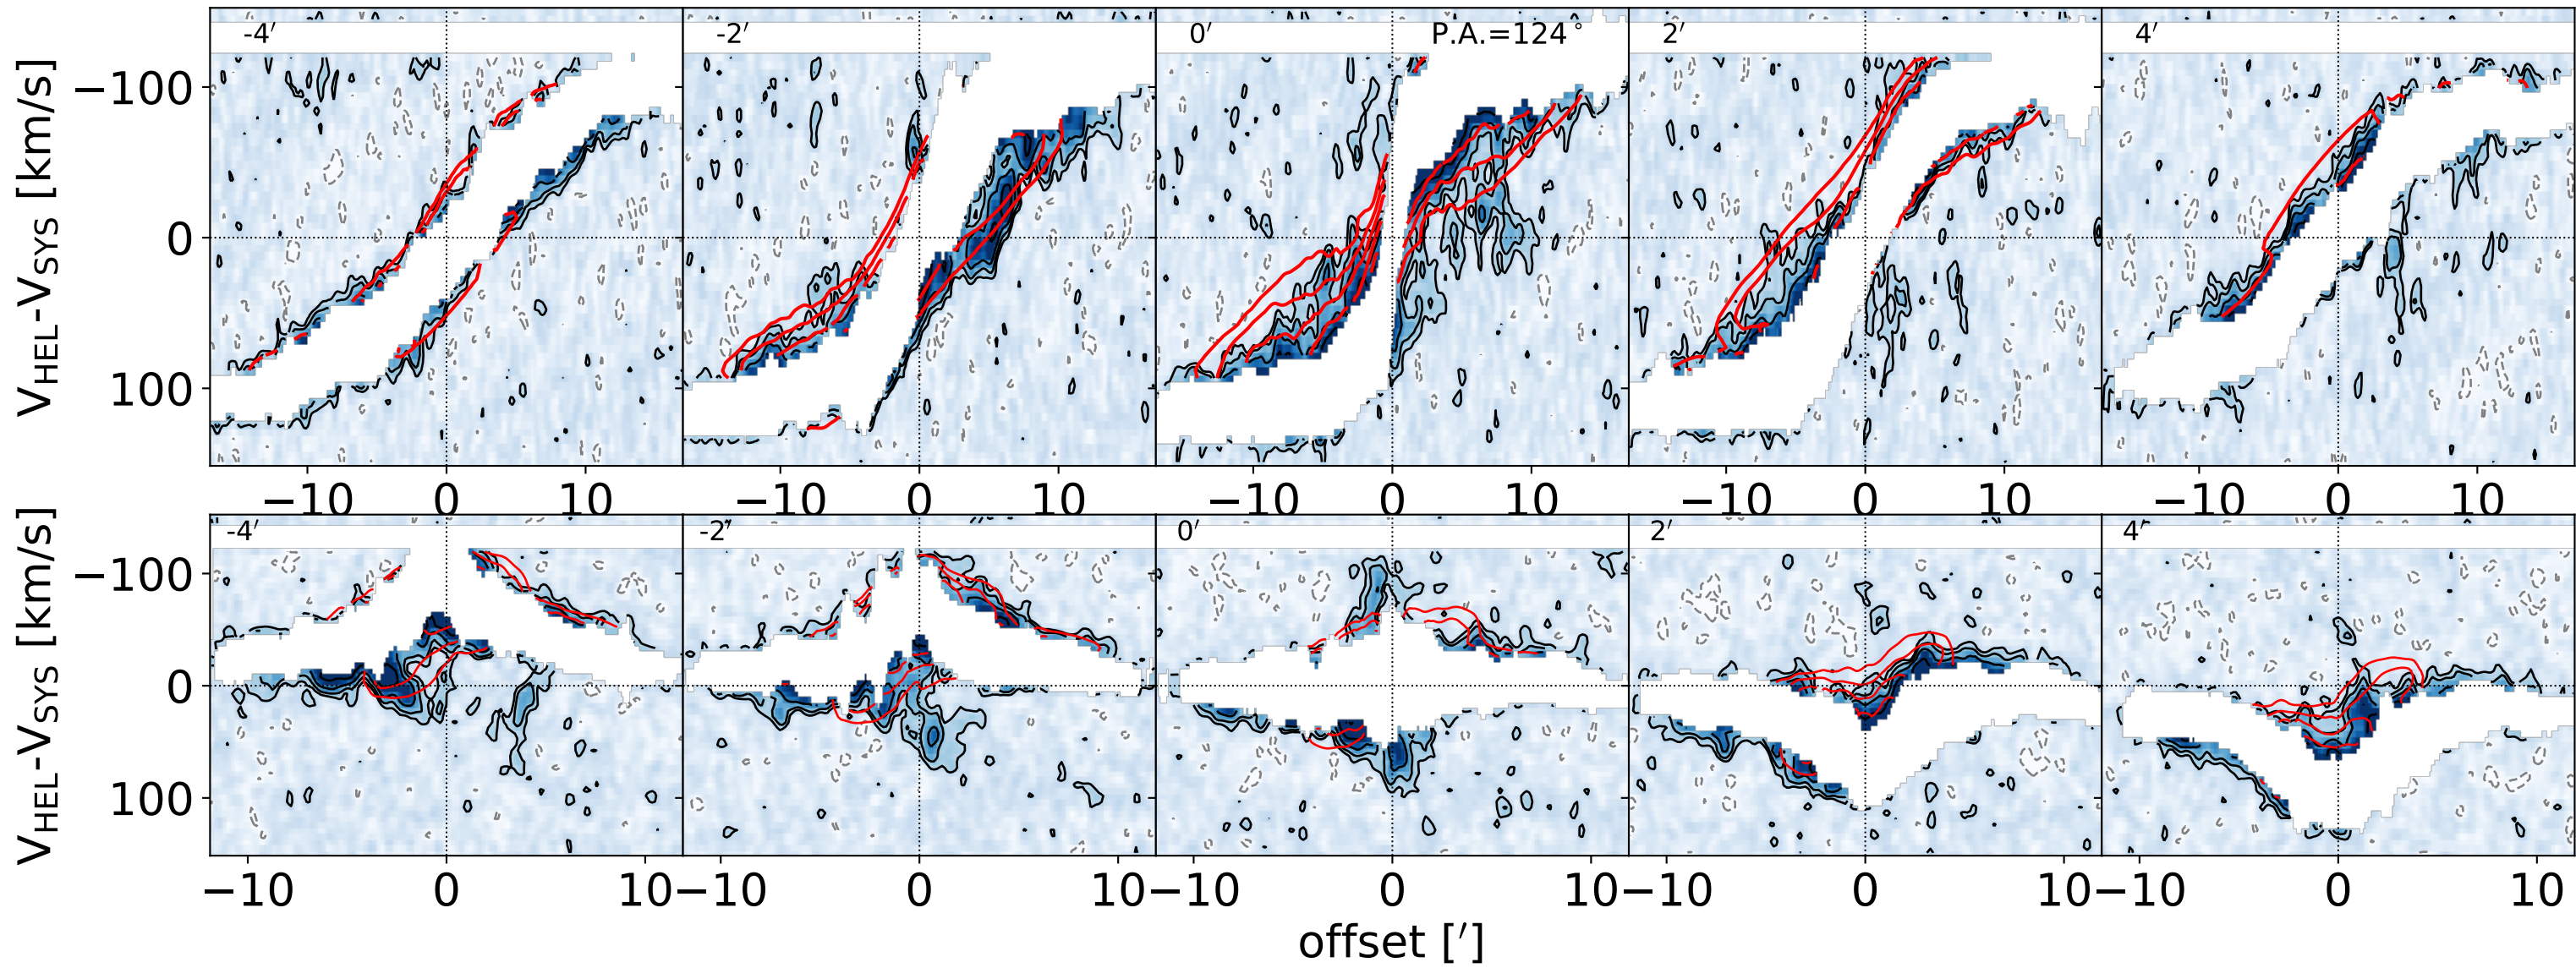 -4′ -2′ 0′ P.A.=124° 2′ 4′
V_HEL-V_SYS [km/s]
−100
0
100
−10 0 10 −10 0 10 −10 0 10 −10 0 10 −10 0 10
-4′ -2′ 0′ 2′ 4′
V_HEL-V_SYS [km/s]
−100
0
100
−10 0 10 −10 0 10 −10 0 10 −10 0 10 −10 0 10
offset [′]